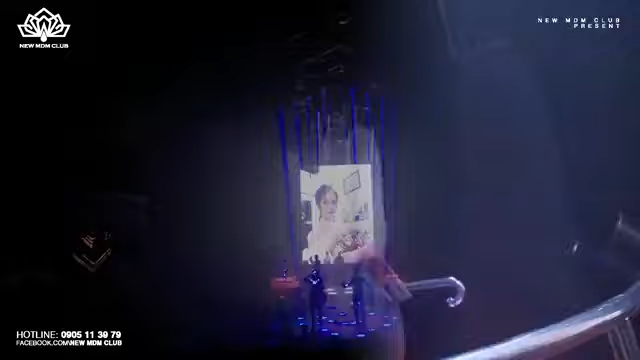 NEW MDM CLUB
NEW MDM CLUB
PRESENT
HOTLINE: 0905 11 39 79
FACEBOOK.COM\NEW MDM CLUB